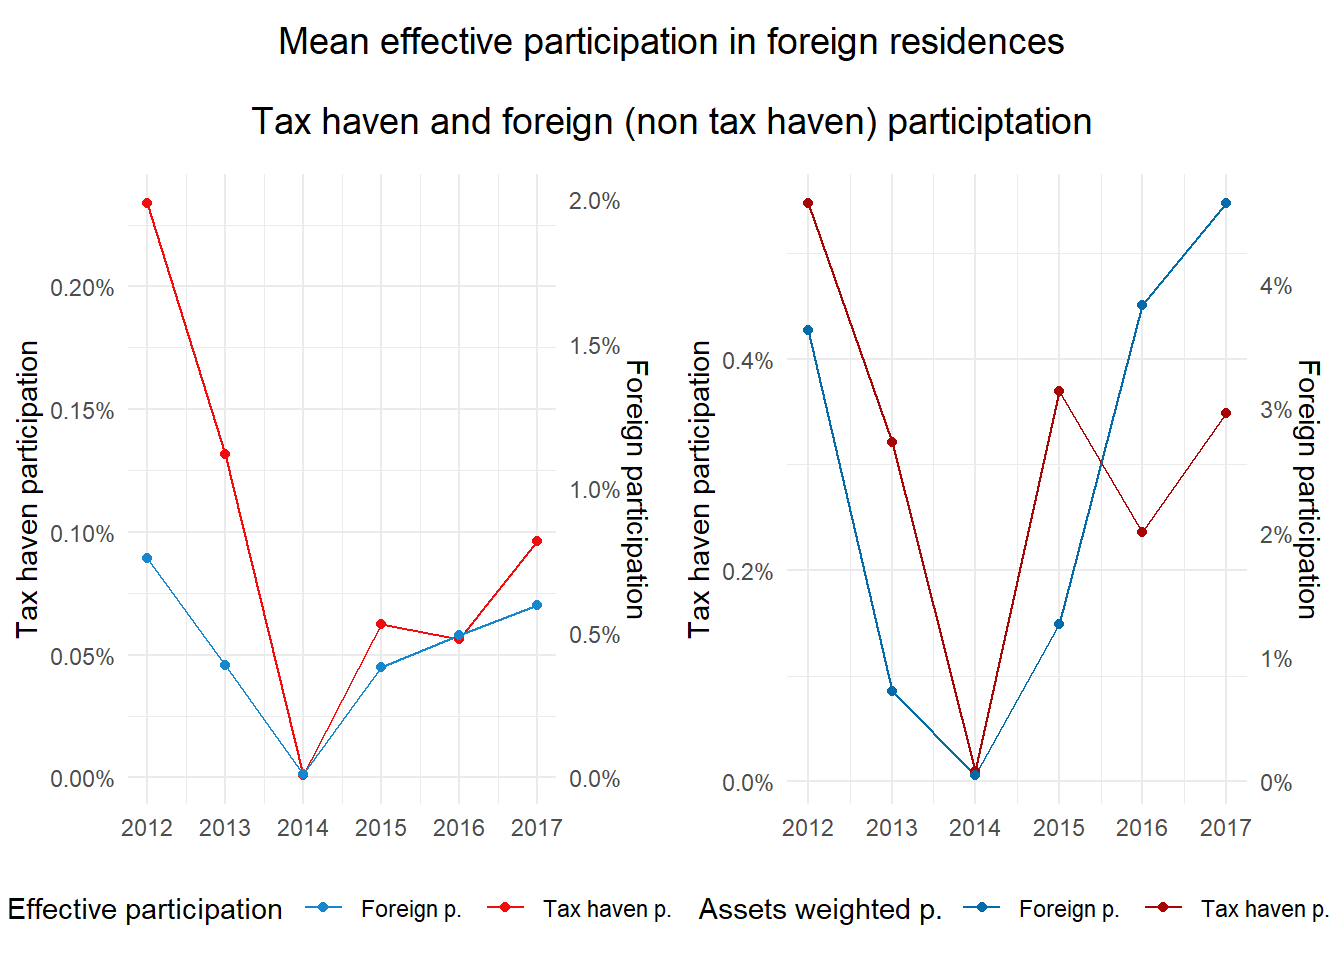 Mean effective participation in foreign residences
Tax haven and foreign (non tax haven) participtation
Tax haven participation
0.20%
0.15%
0.10%
0.05%
0.00%
2.0%
1.5%
1.0%
0.5%
0.0%
Foreign participation
2012 2013 2014 2015 2016 2017
Tax haven participation
0.4%
0.2%
0.0%
4%
3%
2%
1%
0%
Foreign participation
2012 2013 2014 2015 2016 2017
Effective participation Foreign p. Tax haven p.
Assets weighted p. Foreign p. Tax haven p.